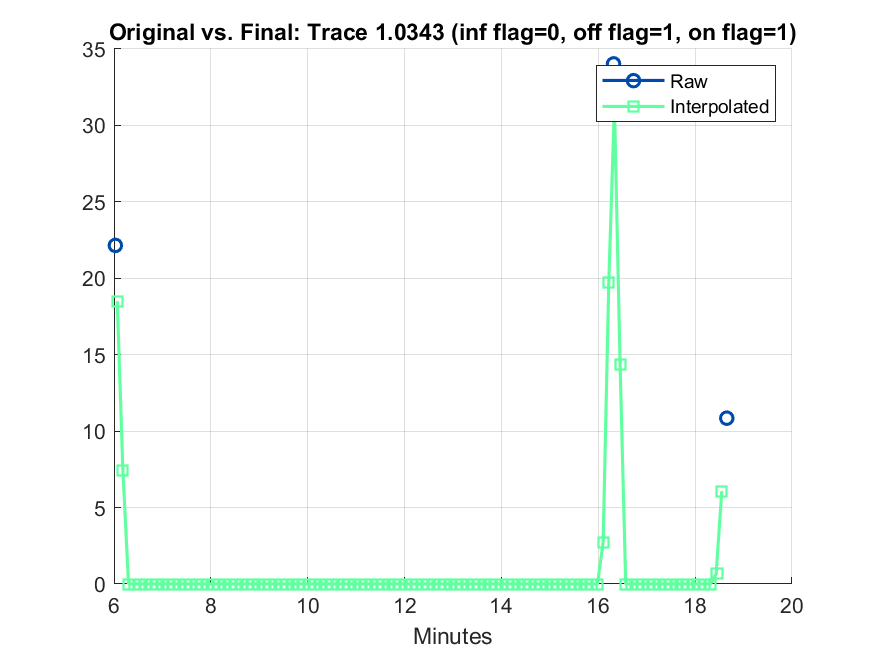 Original vs. Final: Trace 1.0343 (inf flag=0, off flag=1, on flag=1)
35
30
25
20
15
10
5
0
Raw
Interpolated
6 8 10 12 14 16 18 20
Minutes